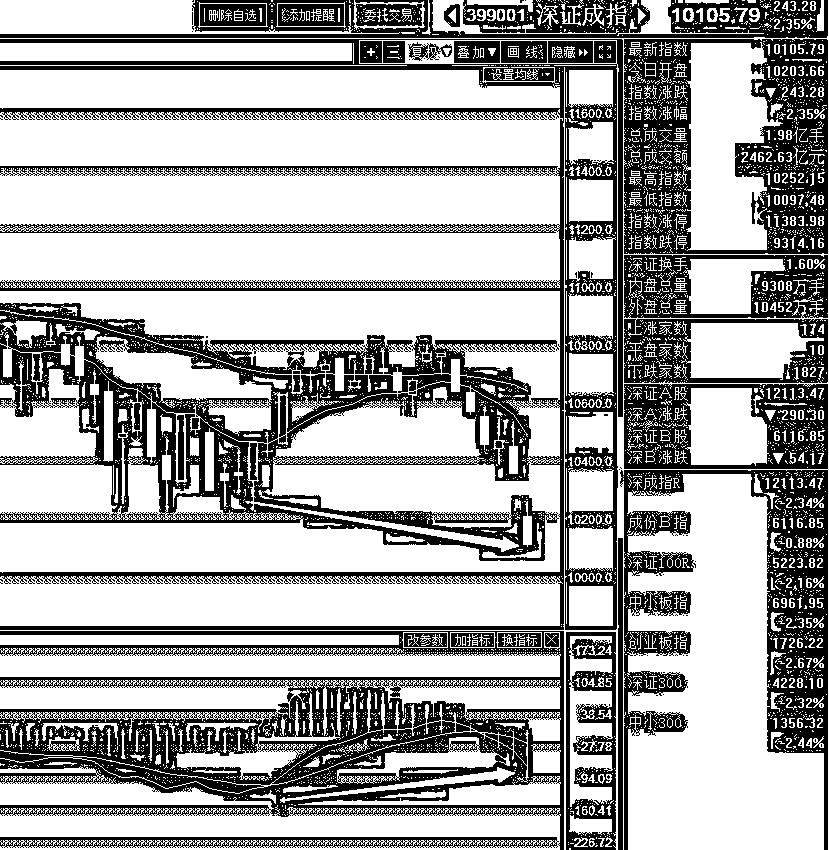 删除自选 添加提醒 委托交易 399001 深证成指 10105.79 243.28
2.35%
+ 三 复权 叠加 画线 隐藏
设置均线
最新指数 10105.79
今日开盘 10203.66
指数涨跌 ▼243.28
指数涨幅 -2.35%
总成交量 1.98亿手
总成交额 2462.63亿元
最高指数 10252.15
最低指数 10097.48
指数涨停 11383.98
指数跌停 9314.16
深证换手 1.60%
内盘总量 9308万手
外盘总量 10452万手
上涨家数 174
平盘家数 10
下跌家数 1827
深证A股 12113.47
深A涨跌 ▼290.30
深证B股 6116.85
深B涨跌 ▼54.17
深成指R 12113.47
-2.34%
成份B指 6116.85
-0.88%
深证100R 5223.82
-2.16%
中小板指 6961.95
-2.35%
创业板指 1726.22
-2.67%
深证300 4228.10
-2.32%
中小300 1356.32
-2.44%
11600.0
11400.0
11200.0
11000.0
10800.0
10600.0
10400.0
10200.0
10000.0
改参数 加指标 换指标
173.24
104.85
38.54
-27.78
-94.09
-160.41
-226.72